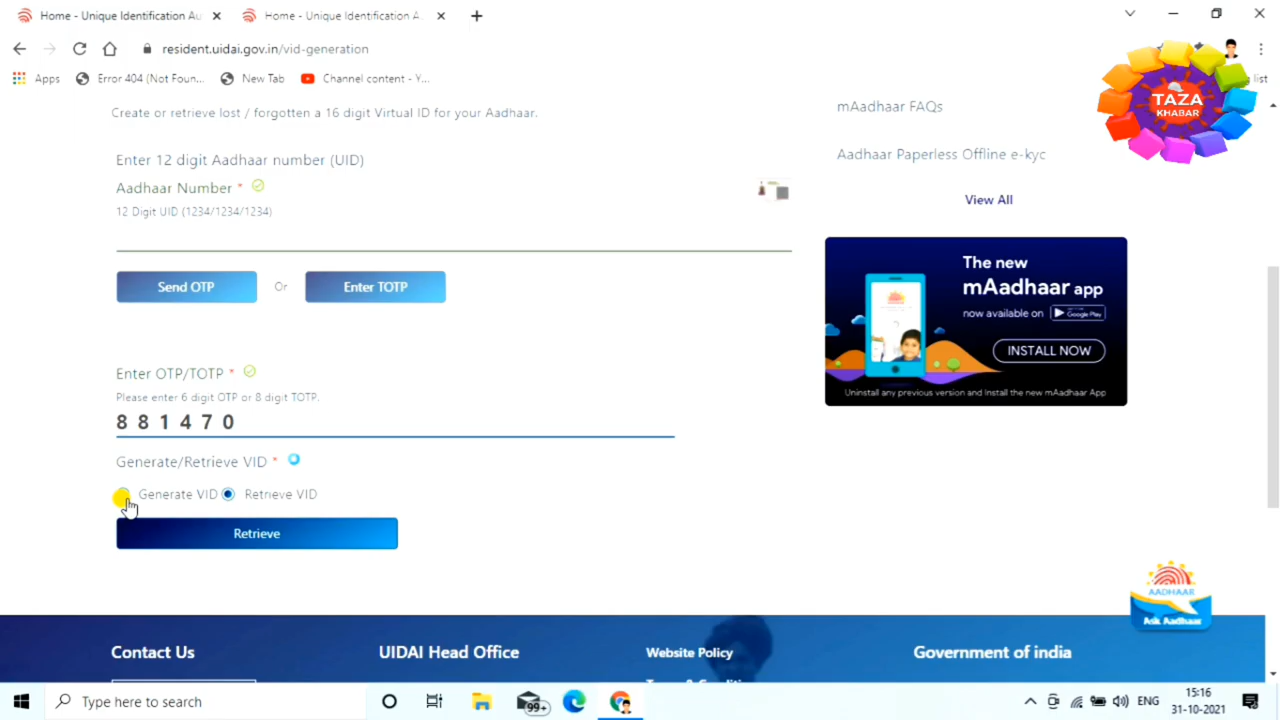 Home - Unique Identification Au
Home - Unique Identification A
resident.uidai.gov.in/vid-generation
Apps
Error 404 (Not Foun...
New Tab
Channel content - Y...
list
TAZA
KHABAR
Create or retrieve lost / forgotten a 16 digit Virtual ID for your Aadhaar.
Enter 12 digit Aadhaar number (UID)
Aadhaar Number *
12 Digit UID (1234/1234/1234)
Send OTP
Or
Enter TOTP
Enter OTP/TOTP *
Please enter 6 digit OTP or 8 digit TOTP.
881470
Generate/Retrieve VID *
Generate VID
Retrieve VID
Retrieve
mAadhaar FAQs
Aadhaar Paperless Offline e-kyc
View All
The new
mAadhaar app
now available on Google Play
INSTALL NOW
Uninstall any previous version and Install the new mAadhaar App
AADHAAR
Ask Aadhaar
Contact Us
UIDAI Head Office
Website Policy
Government of india
Type here to search
99+
ENG
15:16
31-10-2021